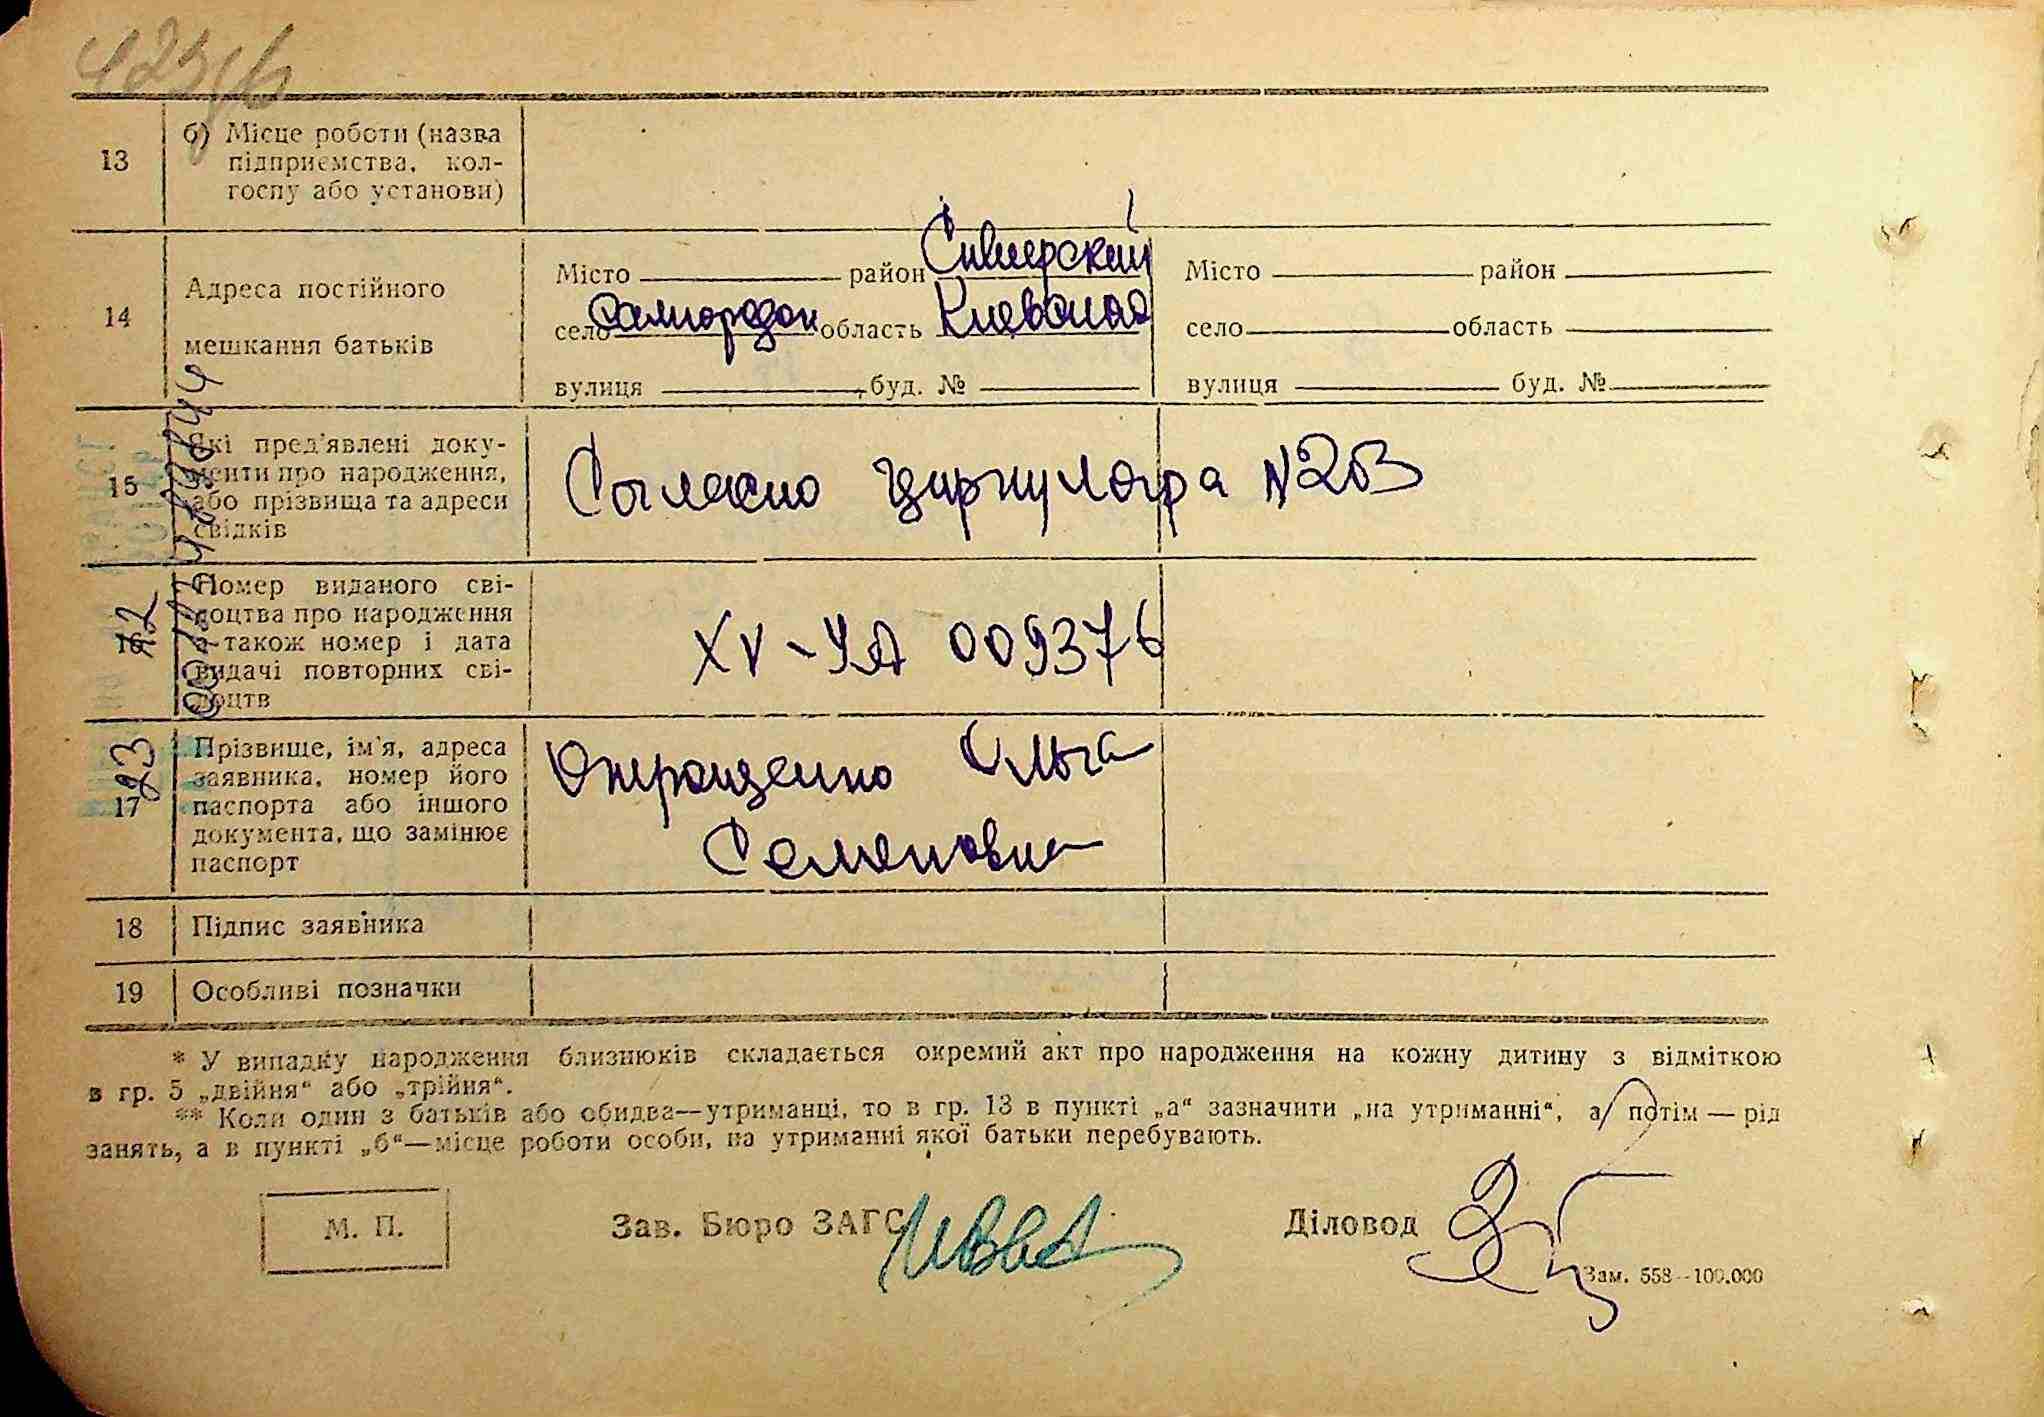 13 б) Місце роботи (назва
підприємства, кол-
госпу або установи)
14 Адреса постійного
мешкання батьків
Місто район Сквирский
село Самгородок область Киевская
вулиця буд. №
Місто район
село область
вулиця буд. №
15 Які пред'явлені доку-
менти про народження,
або прізвища та адреси
свідків
Согласно циркуляра N203
Номер виданого сві-
доцтва про народження
а також номер і дата
видачі повторних сві-
доцтв
XV-УА 009376
17 Прізвище, ім'я, адреса
заявника, номер його
паспорта або іншого
документа, що замінює
паспорт
Ольга
Семеновна
18 Підпис заявника
19 Особливі позначки
* У випадку народження близнюків складається окремий акт про народження на кожну дитину з відміткою
в гр. 5 „двійня“ або „трійня“.
** Коли один з батьків або обидва—утриманці, то в гр. 13 в пункті „а“ зазначити „на утриманні“, а потім — рід
занять, а в пункті „б“—місце роботи особи, на утриманні якої батьки перебувають.
М. П.
Зав. Бюро ЗАГС
Діловод
Зам. 558--100.000